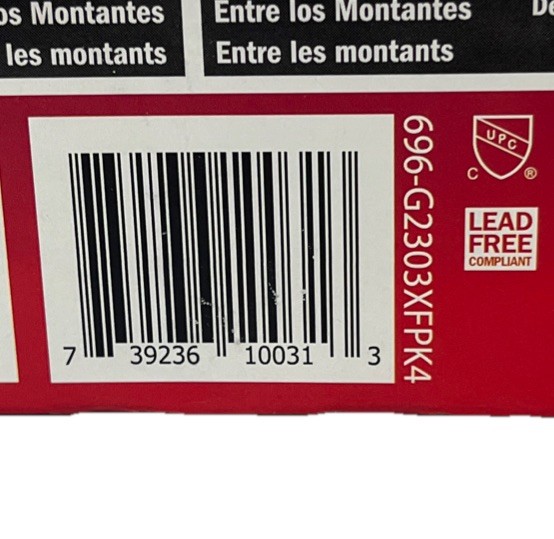 os Montantes
les montants
Entre los Montantes
Entre les montants
De
7 39236 10031 3
696-G2303XFPK4
UPC
C ®
LEAD
FREE
COMPLIANT